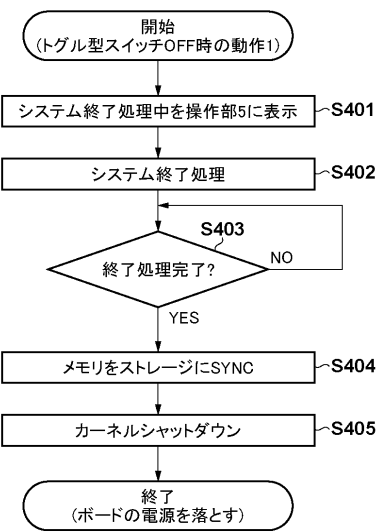 開始
(トグル型スイッチOFF時の動作1)
システム終了処理中を操作部5に表示
S401
システム終了処理
S402
S403
終了処理完了?
NO
YES
メモリをストレージにSYNC
S404
カーネルシャットダウン
S405
終了
(ボードの電源を落とす)